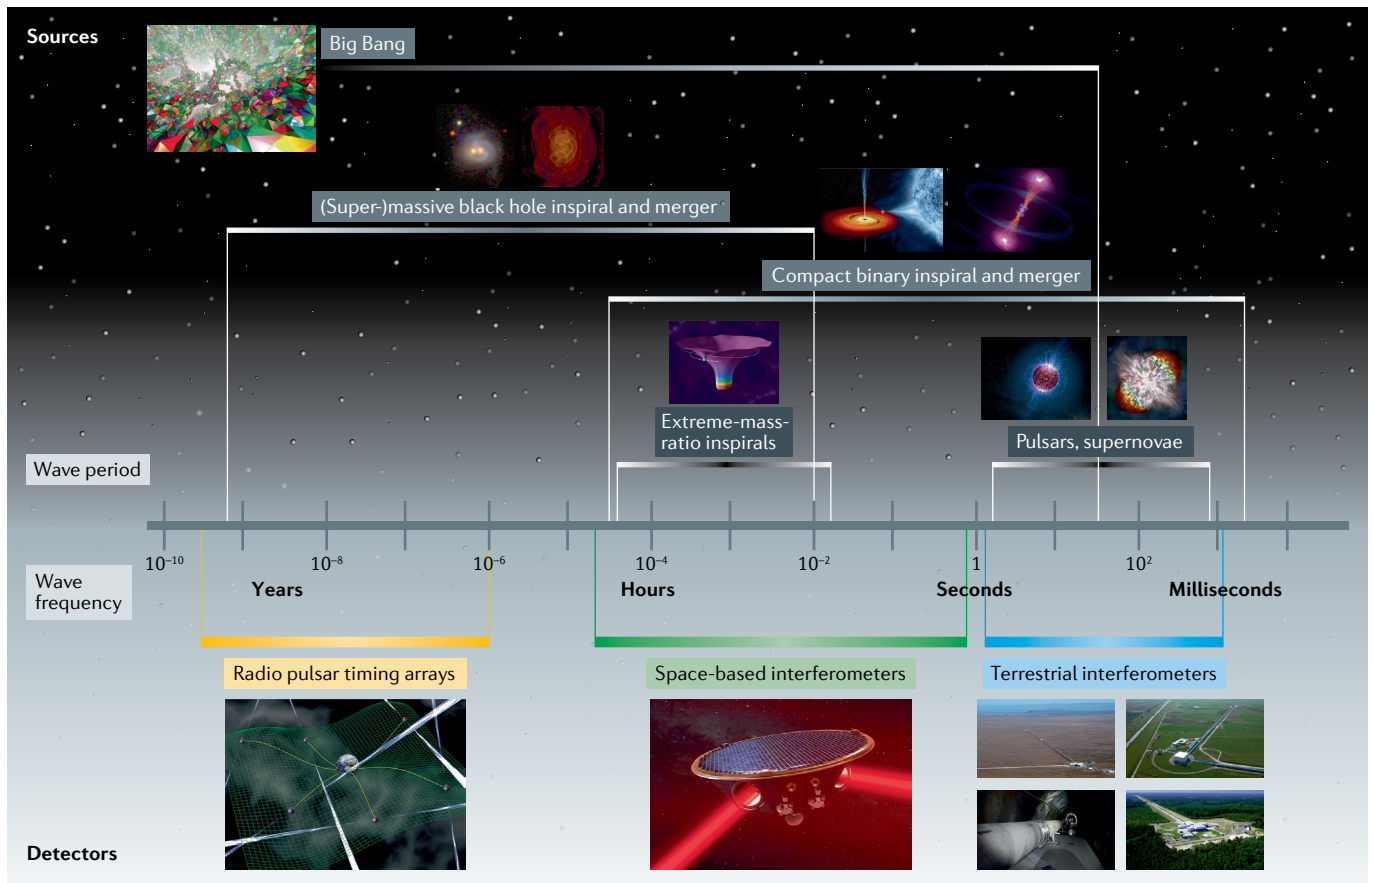 Sources
Big Bang
(Super-)massive black hole inspiral and merger
Compact binary inspiral and merger
Extreme-mass-
ratio inspirals
Pulsars, supernovae
Wave period
10⁻¹⁰
10⁻⁸
10⁻⁶
10⁻⁴
10⁻²
1
10²
Wave
frequency
Years
Hours
Seconds
Milliseconds
Radio pulsar timing arrays
Space-based interferometers
Terrestrial interferometers
Detectors